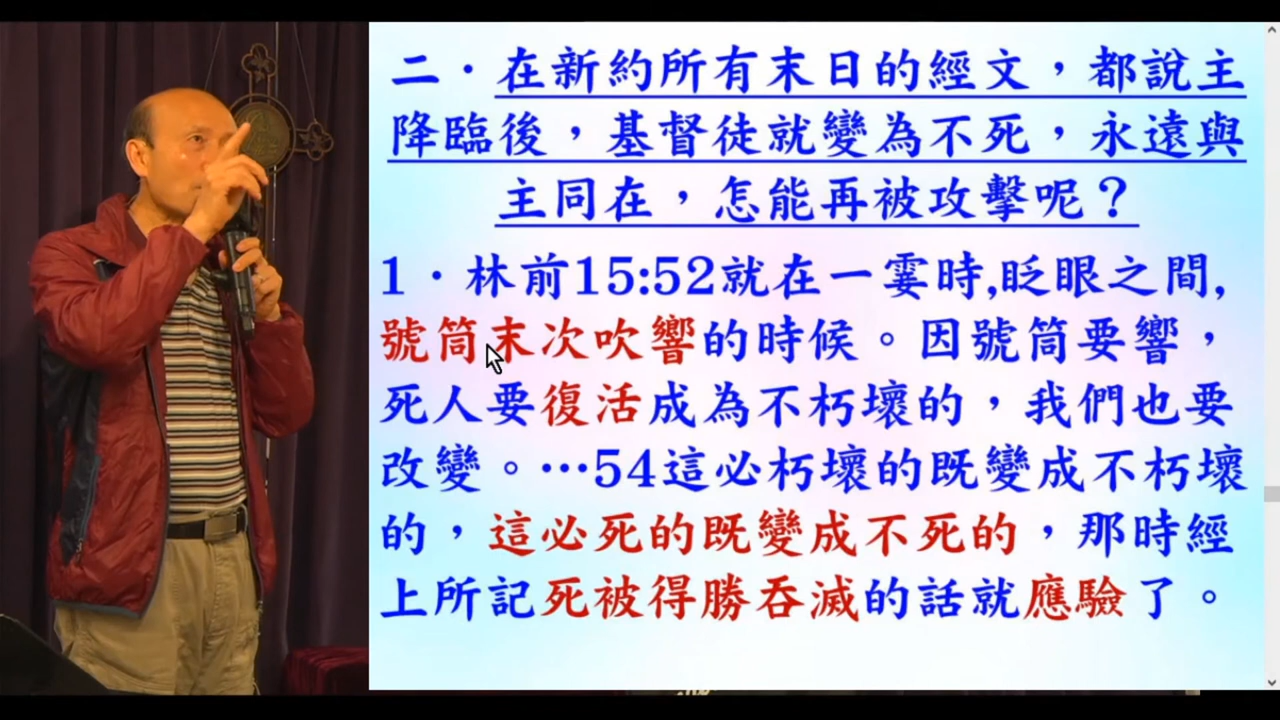 二．在新約所有末日的經文，都說主
降臨後，基督徒就變為不死，永遠與
主同在，怎能再被攻擊呢？
1．林前15:52就在一霎時,眨眼之間,
號筒末次吹響的時候。因號筒要響，
死人要復活成為不朽壞的，我們也要
改變。…54這必朽壞的既變成不朽壞
的，這必死的既變成不死的，那時經
上所記死被得勝吞滅的話就應驗了。